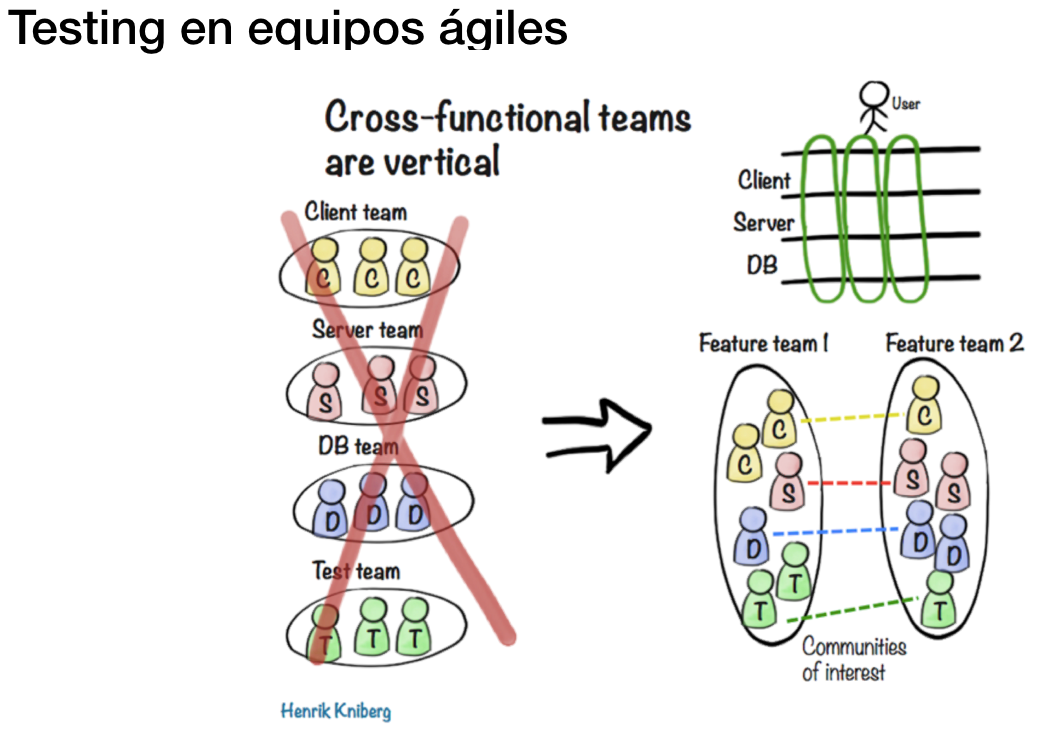 Testing en equipos ágiles
Cross-functional teams
are vertical
Client team
C C C
Server team
S S S
DB team
D D D
Test team
T T T
Henrik Kniberg
User
Client
Server
DB
Feature team 1
C
C
S
D
T
T
Feature team 2
C
S
S
D
D
T
Communities
of interest